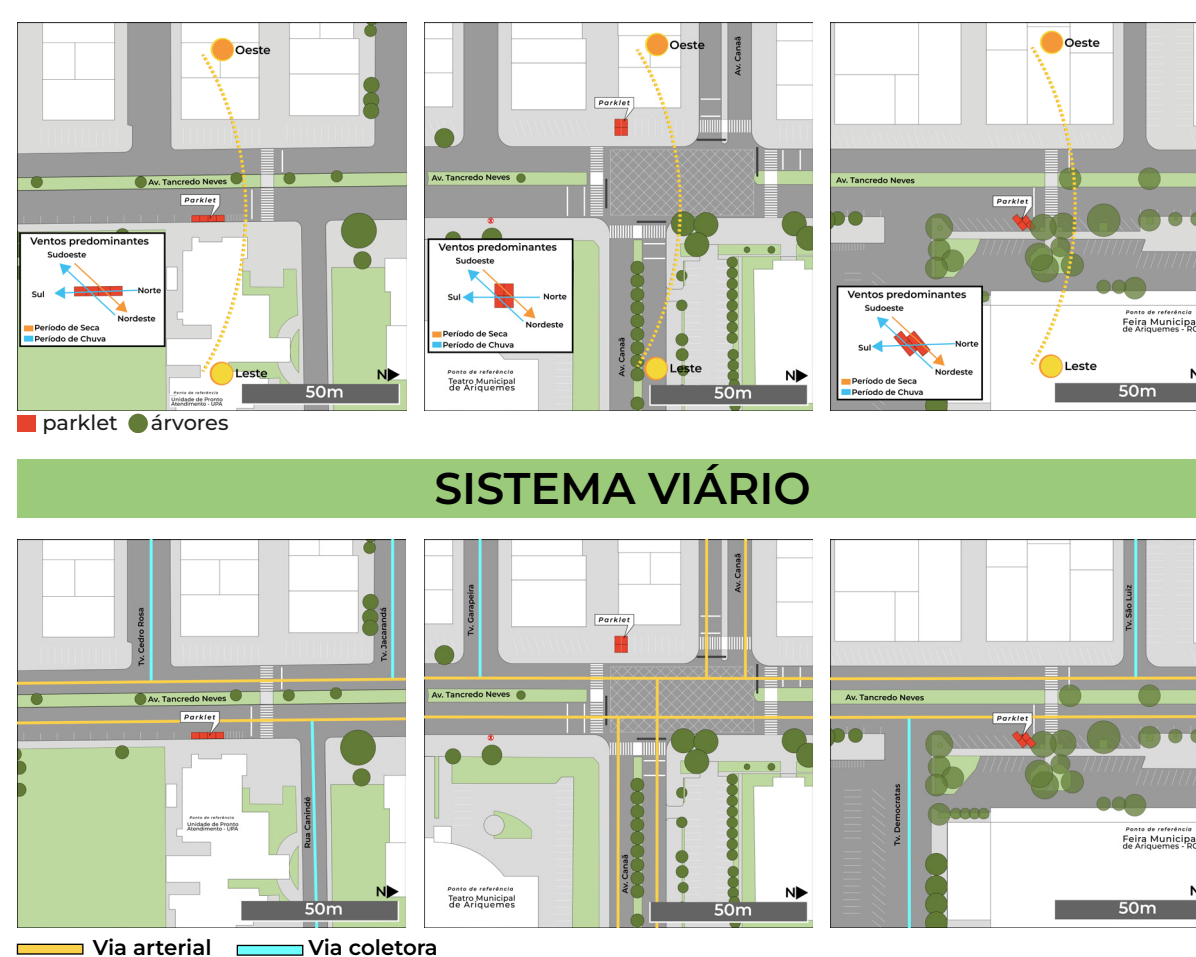 Oeste
Av. Tancredo Neves
Parklet
Ventos predominantes
Sudoeste
Sul
Norte
Nordeste
Período de Seca
Período de Chuva
Leste
Ponto de referência
Unidade de Pronto
Atendimento - UPA
N
50m
Oeste
Av. Canaã
Parklet
Av. Tancredo Neves
Ventos predominantes
Sudoeste
Sul
Norte
Nordeste
Período de Seca
Período de Chuva
Av. Canaã
Leste
Ponto de referência
Teatro Municipal
de Ariquemes
N
50m
Oeste
Av. Tancredo Neves
Parklet
Ventos predominantes
Sudoeste
Sul
Norte
Nordeste
Período de Seca
Período de Chuva
Ponto de referência
Feira Municipa
de Ariquemes - RO
Leste
N
50m
parklet árvores
SISTEMA VIÁRIO
Tv. Cedro Rosa
Tv. Jacarandá
Av. Tancredo Neves
Parklet
Ponto de referência
Unidade de Pronto
Atendimento - UPA
Rua Canindé
N
50m
Tv. Garapeira
Av. Canaã
Parklet
Av. Tancredo Neves
Av. Canaã
Ponto de referência
Teatro Municipal
de Ariquemes
N
50m
Tv. São Luiz
Av. Tancredo Neves
Parklet
Tv. Democratas
Ponto de referência
Feira Municipa
de Ariquemes - RO
N
50m
Via arterial Via coletora